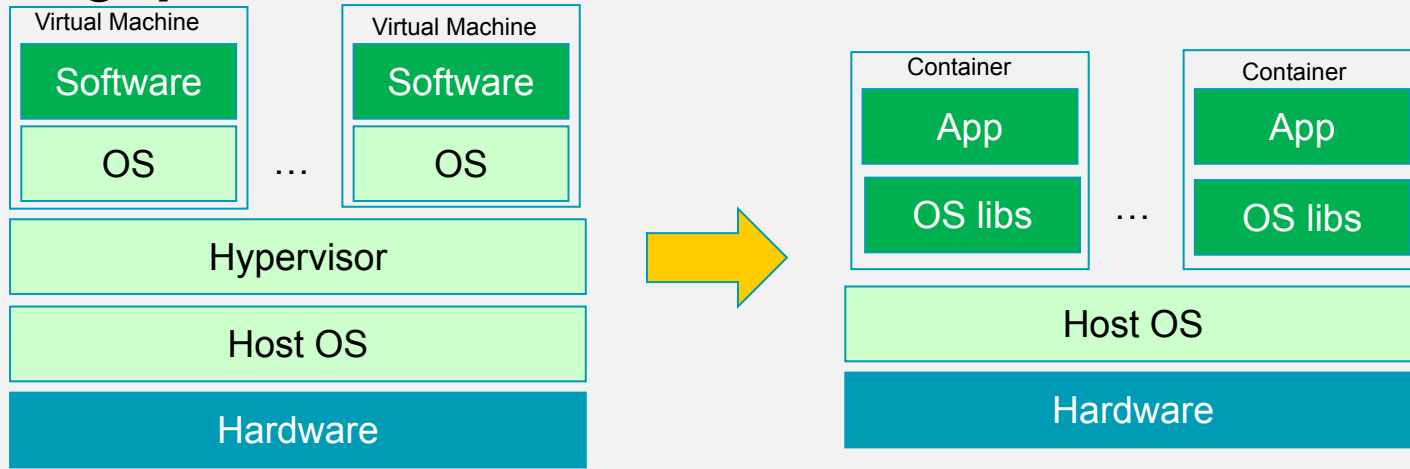 Virtual Machine
Software
OS
…
Virtual Machine
Software
OS
Hypervisor
Host OS
Hardware
Container
App
OS libs
…
Container
App
OS libs
Host OS
Hardware